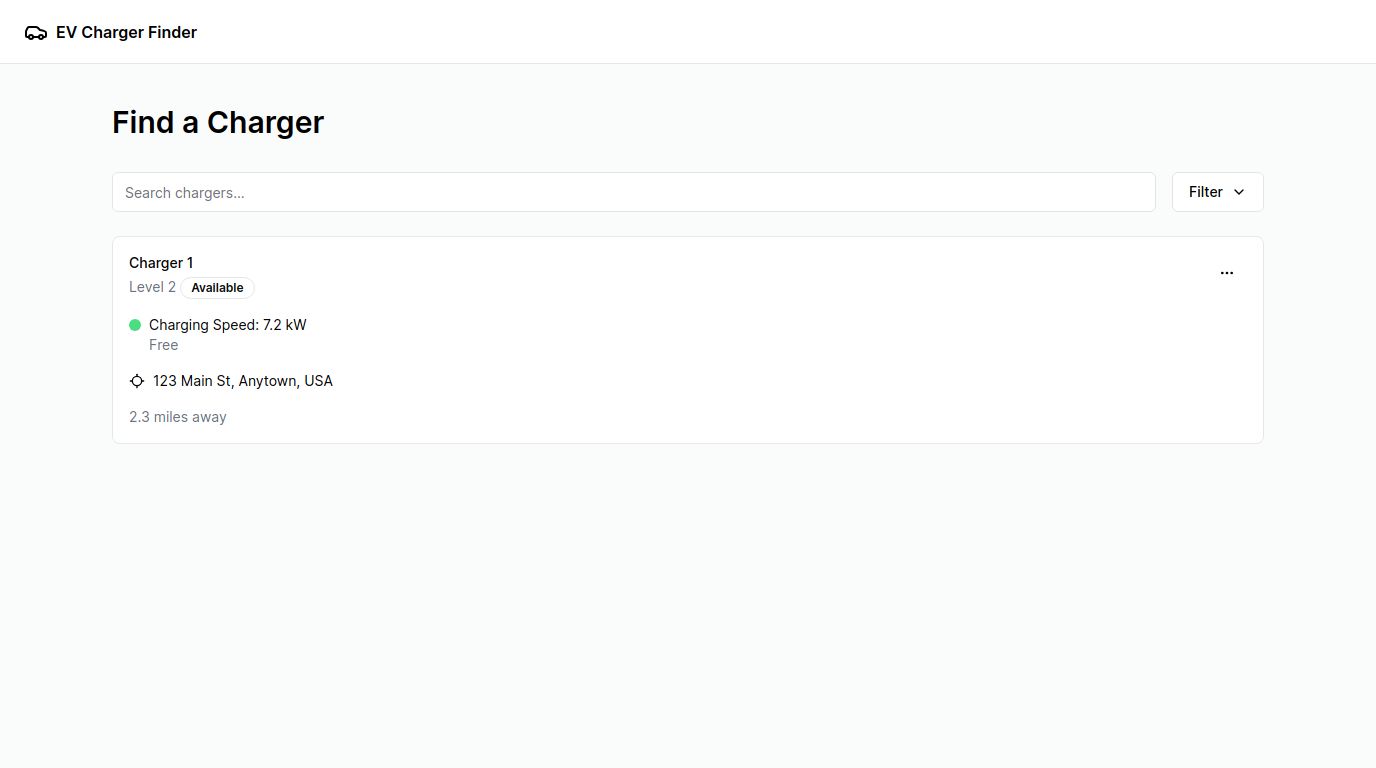 EV Charger Finder
Find a Charger
Search chargers...
Filter
Charger 1
Level 2 Available
Charging Speed: 7.2 kW
Free
123 Main St, Anytown, USA
2.3 miles away